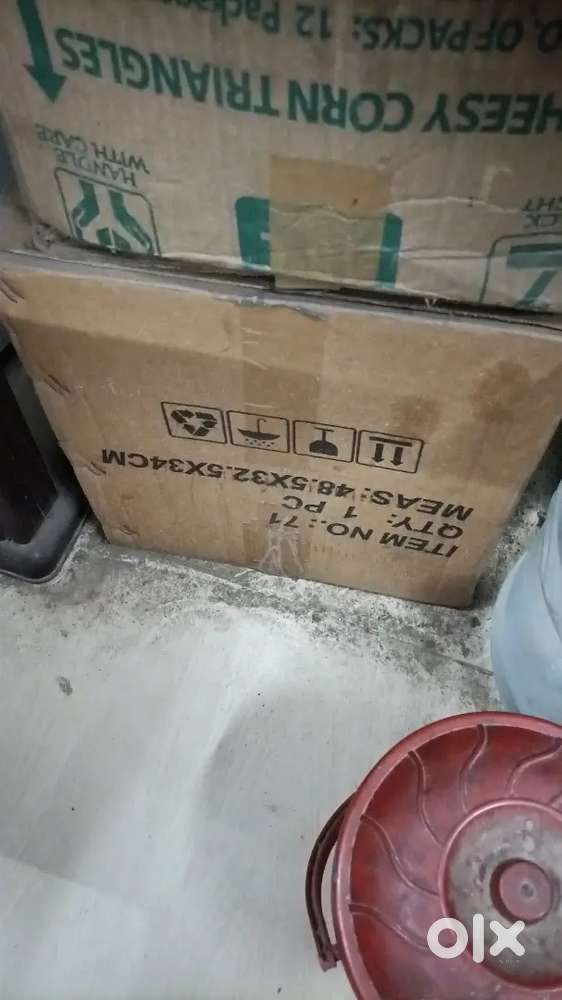 O. OF PACKS: 12 Packag
HEESY CORN TRIANGLES
HANDLE
WITH CARE
ITEM NO.: 71
QTY: 1 PC
MEAS: 48.5X32.5X34CM
olx